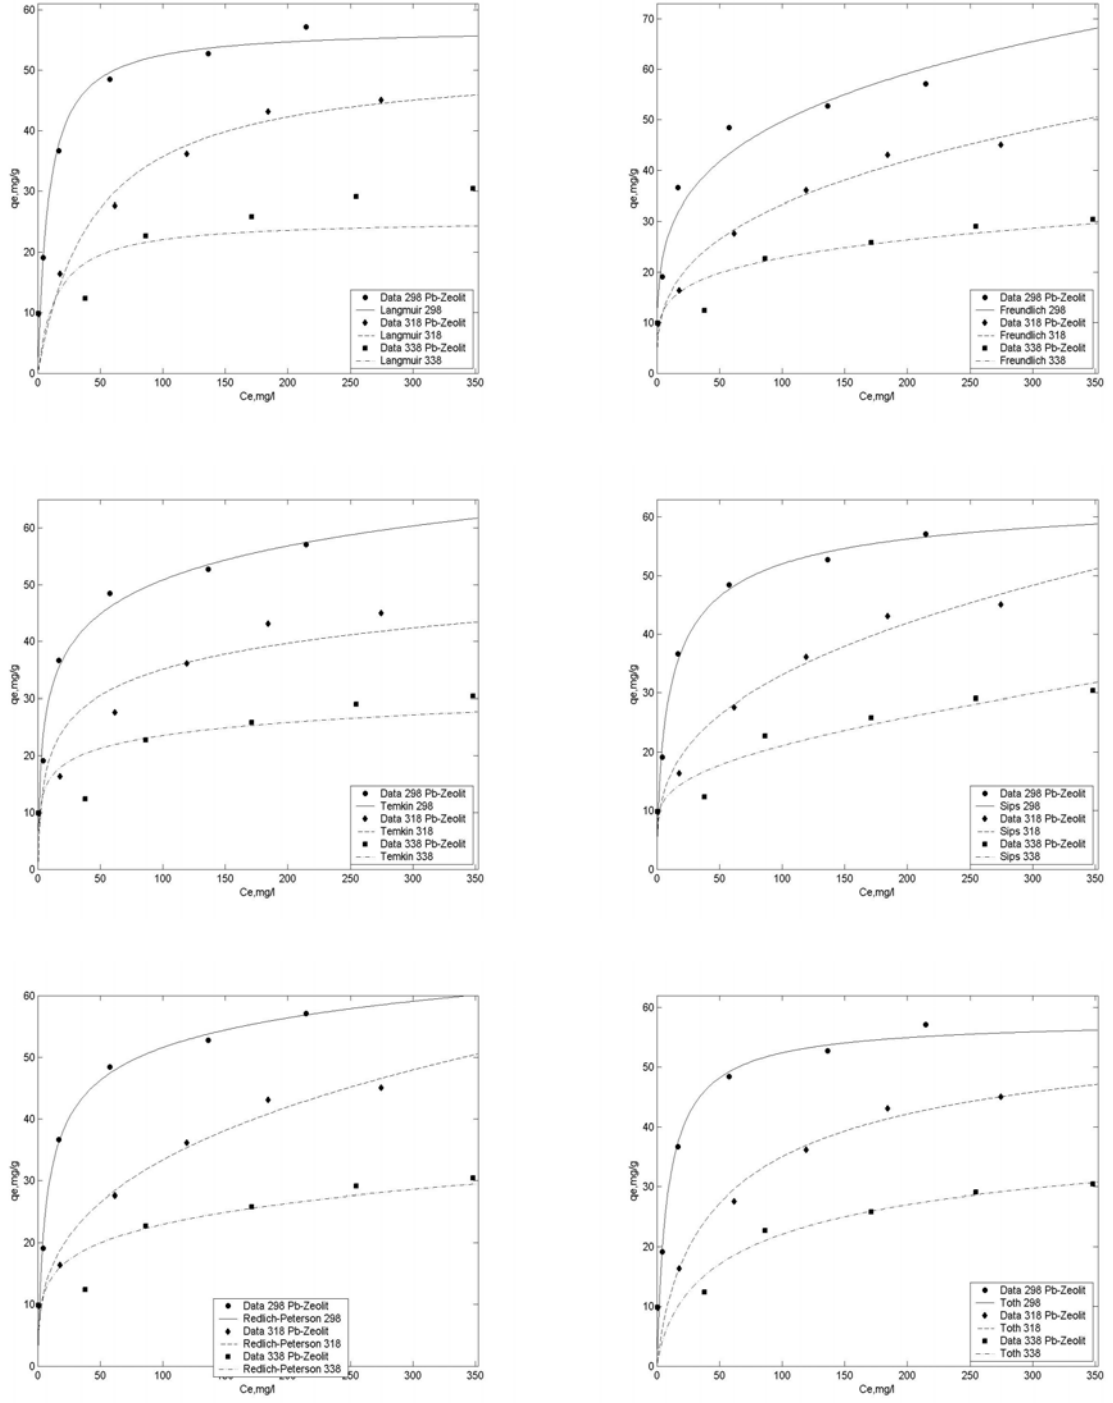 60
50
40
30
20
10
0
qe,mg/g
0 50 100 150 200 250 300 350
Ce,mg/l
Data 298 Pb-Zeolit
Langmuir 298
Data 318 Pb-Zeolit
Langmuir 318
Data 338 Pb-Zeolit
Langmuir 338
70
60
50
40
30
20
10
0
qe,mg/g
0 50 100 150 200 250 300 350
Ce,mg/l
Data 298 Pb-Zeolit
Freundlich 298
Data 318 Pb-Zeolit
Freundlich 318
Data 338 Pb-Zeolit
Freundlich 338
60
50
40
30
20
10
0
qe,mg/g
0 50 100 150 200 250 300 350
Ce,mg/l
Data 298 Pb-Zeolit
Temkin 298
Data 318 Pb-Zeolit
Temkin 318
Data 338 Pb-Zeolit
Temkin 338
60
50
40
30
20
10
0
qe,mg/g
0 50 100 150 200 250 300 350
Ce,mg/l
Data 298 Pb-Zeolit
Sips 298
Data 318 Pb-Zeolit
Sips 318
Data 338 Pb-Zeolit
Sips 338
60
50
40
30
20
10
0
qe,mg/g
0 50 100 150 200 250 300 350
Ce,mg/l
Data 298 Pb-Zeolit
Redlich-Peterson 298
Data 318 Pb-Zeolit
Redlich-Peterson 318
Data 338 Pb-Zeolit
Redlich-Peterson 338
60
50
40
30
20
10
0
qe,mg/g
0 50 100 150 200 250 300 350
Ce,mg/l
Data 298 Pb-Zeolit
Toth 298
Data 318 Pb-Zeolit
Toth 318
Data 338 Pb-Zeolit
Toth 338